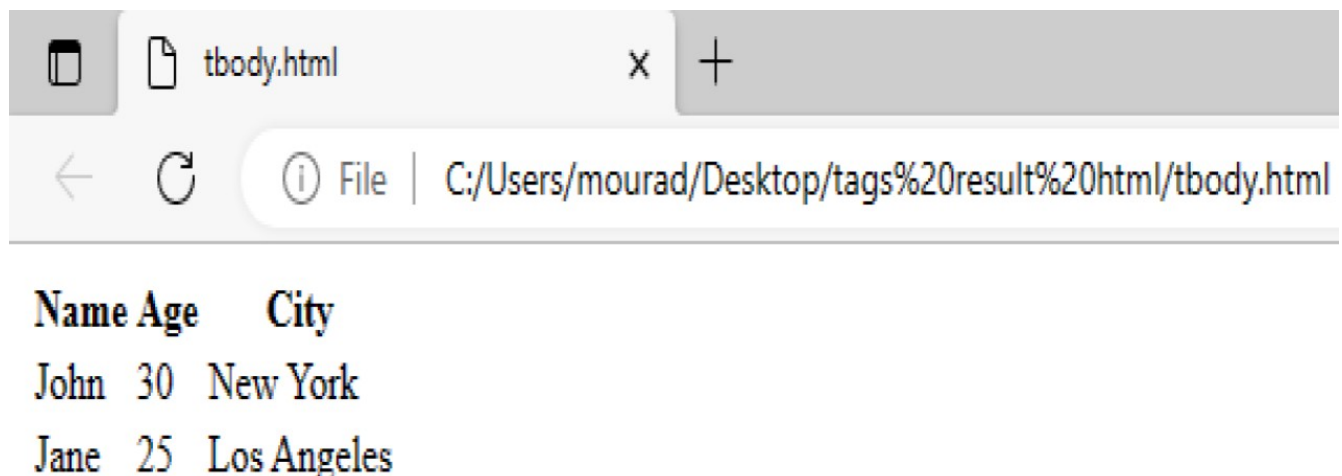 tbody.html
File C:/Users/mourad/Desktop/tags%20result%20html/tbody.html
Name Age City
John 30 New York
Jane 25 Los Angeles